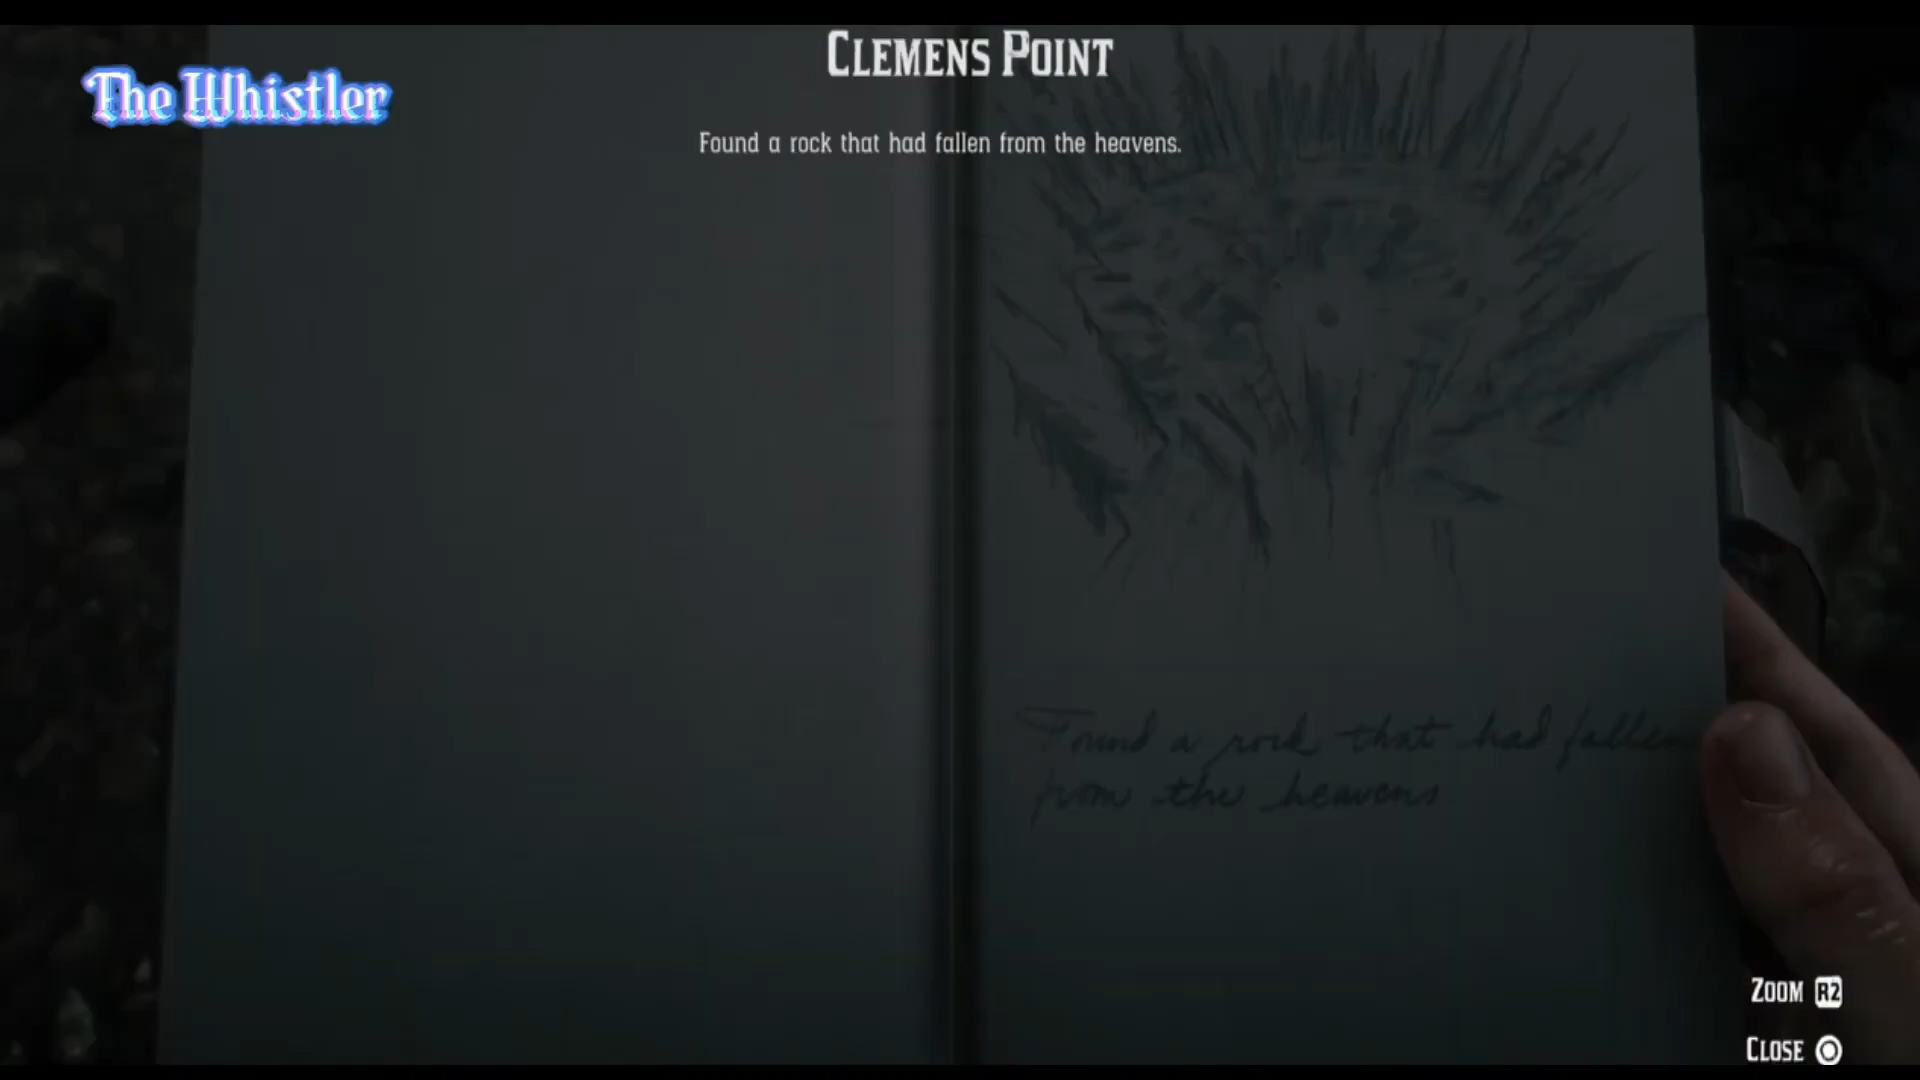 Clemens Point
The Whistler
Found a rock that had fallen from the heavens.
Found a rock that had fallen
from the heavens
Zoom R2
Close